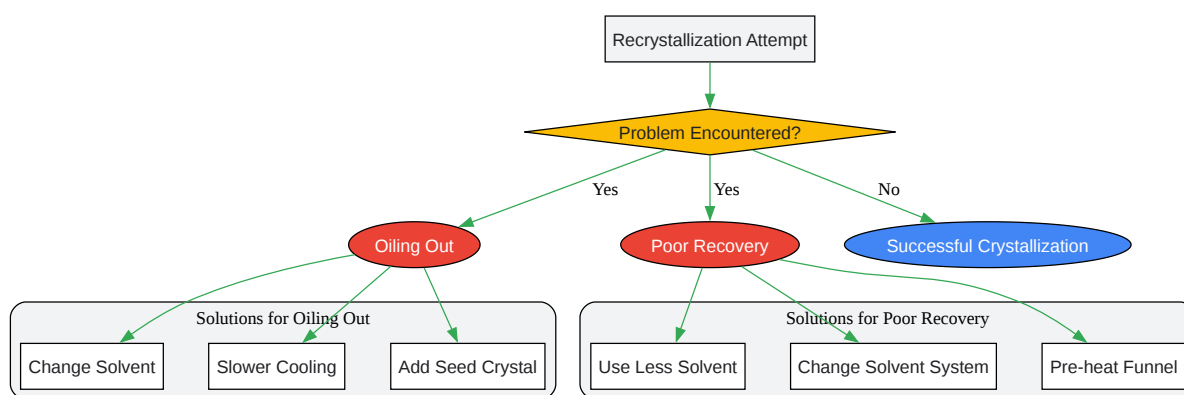 Recrystallization Attempt
Problem Encountered?
Yes
Yes
No
Oiling Out
Poor Recovery
Successful Crystallization
Solutions for Oiling Out
Solutions for Poor Recovery
Change Solvent
Slower Cooling
Add Seed Crystal
Use Less Solvent
Change Solvent System
Pre-heat Funnel